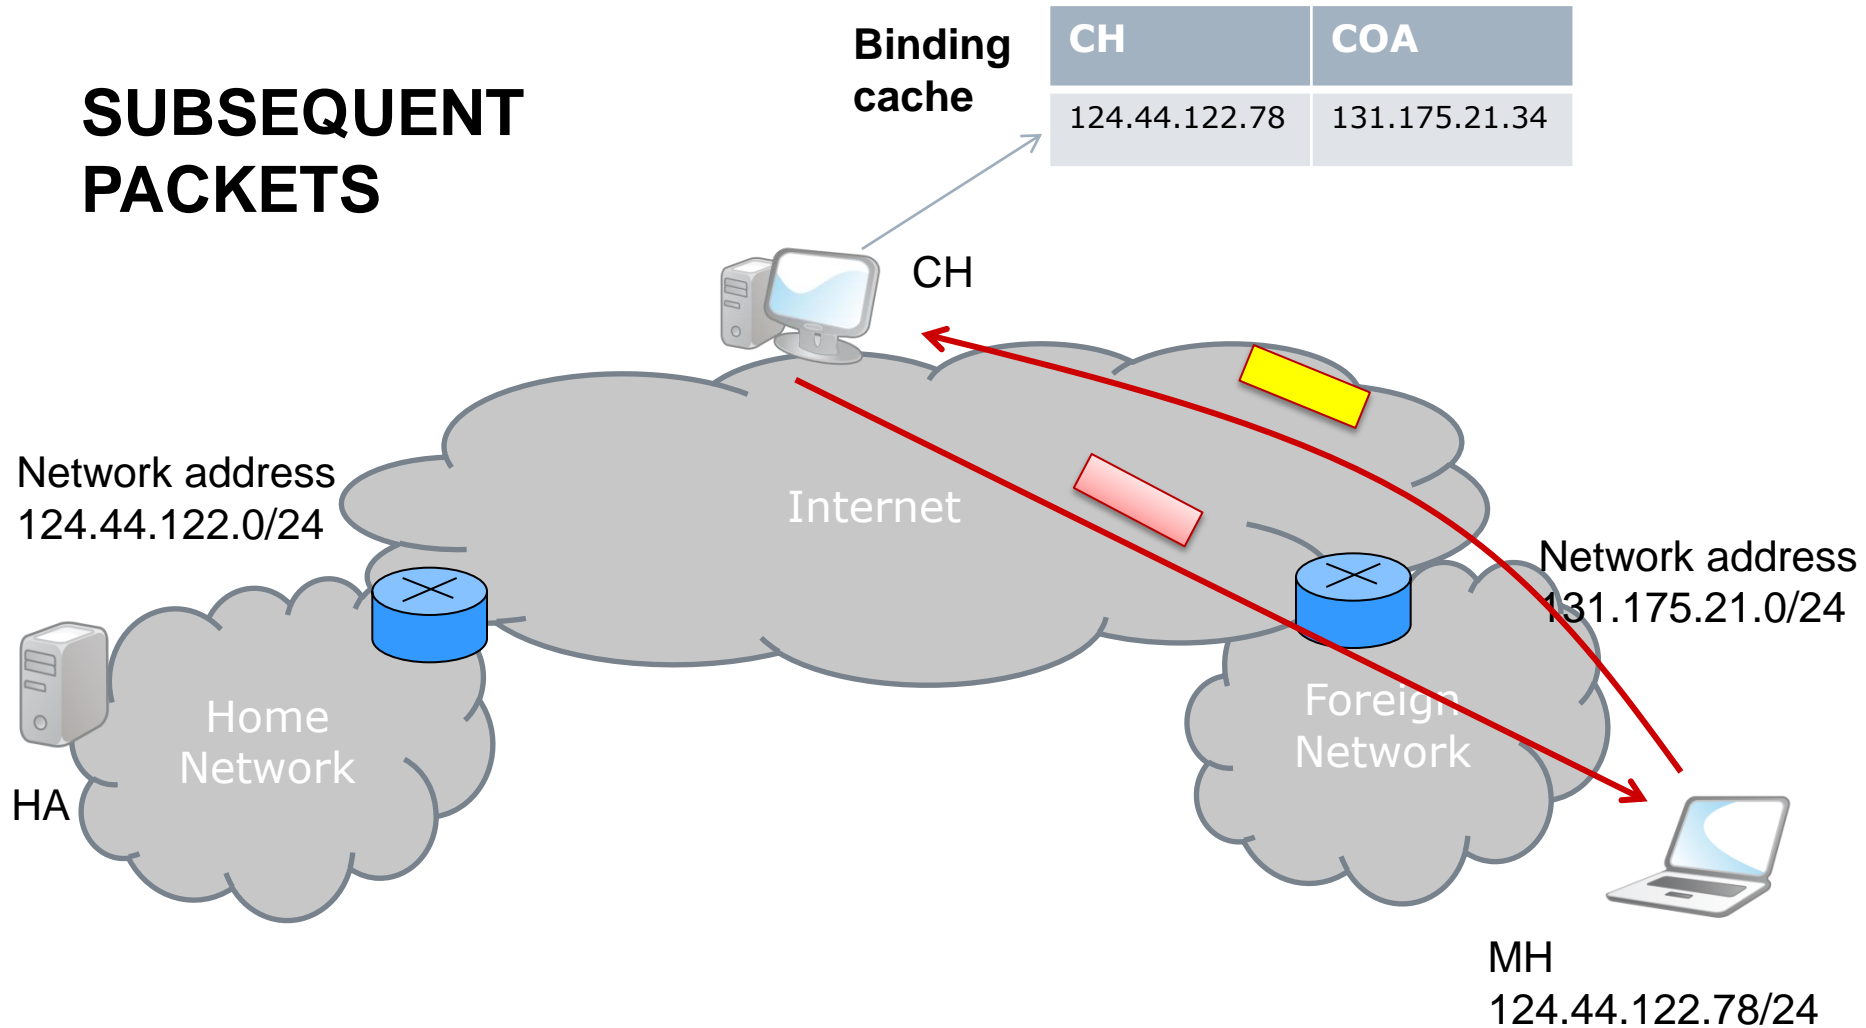 SUBSEQUENT
PACKETS
Binding
cache
CH COA
124.44.122.78 131.175.21.34
CH
Network address
124.44.122.0/24
Internet
Network address
131.175.21.0/24
Home
Network
HA
Foreign
Network
MH
124.44.122.78/24